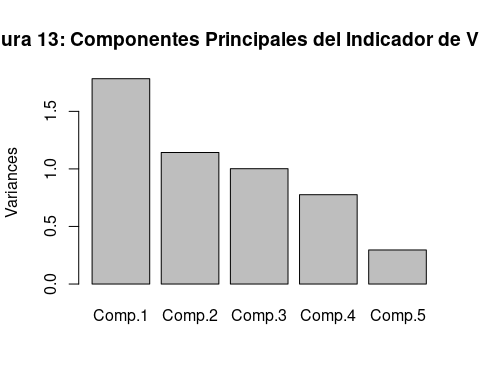 ura 13: Componentes Principales del Indicador de V
Variances
1.5
1.0
0.5
0.0
Comp.1 Comp.2 Comp.3 Comp.4 Comp.5